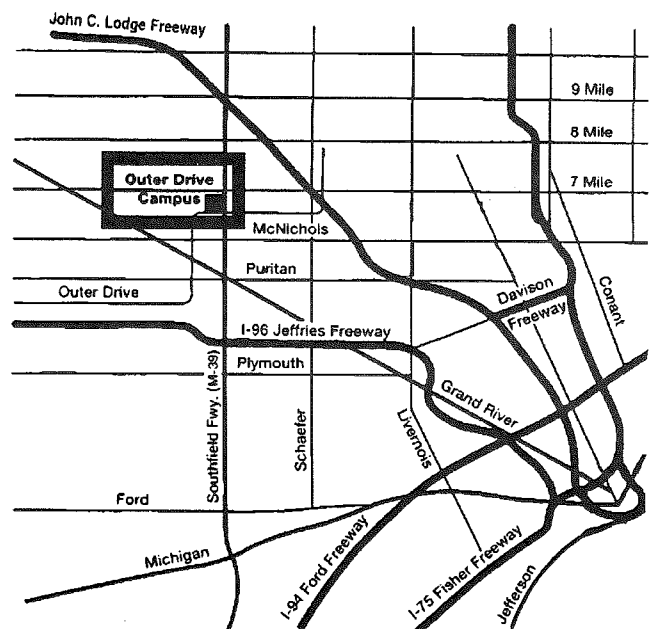 John C. Lodge Freeway
9 Mile
8 Mile
7 Mile
Outer Drive
Campus
McNichols
Puritan
Outer Drive
Davison
Freeway
Conant
I-96 Jeffries Freeway
Plymouth
Southfield Fwy. (M-39)
Schaefer
Livernois
Grand River
Ford
Michigan
I-94 Ford Freeway
I-75 Fisher Freeway
Jefferson